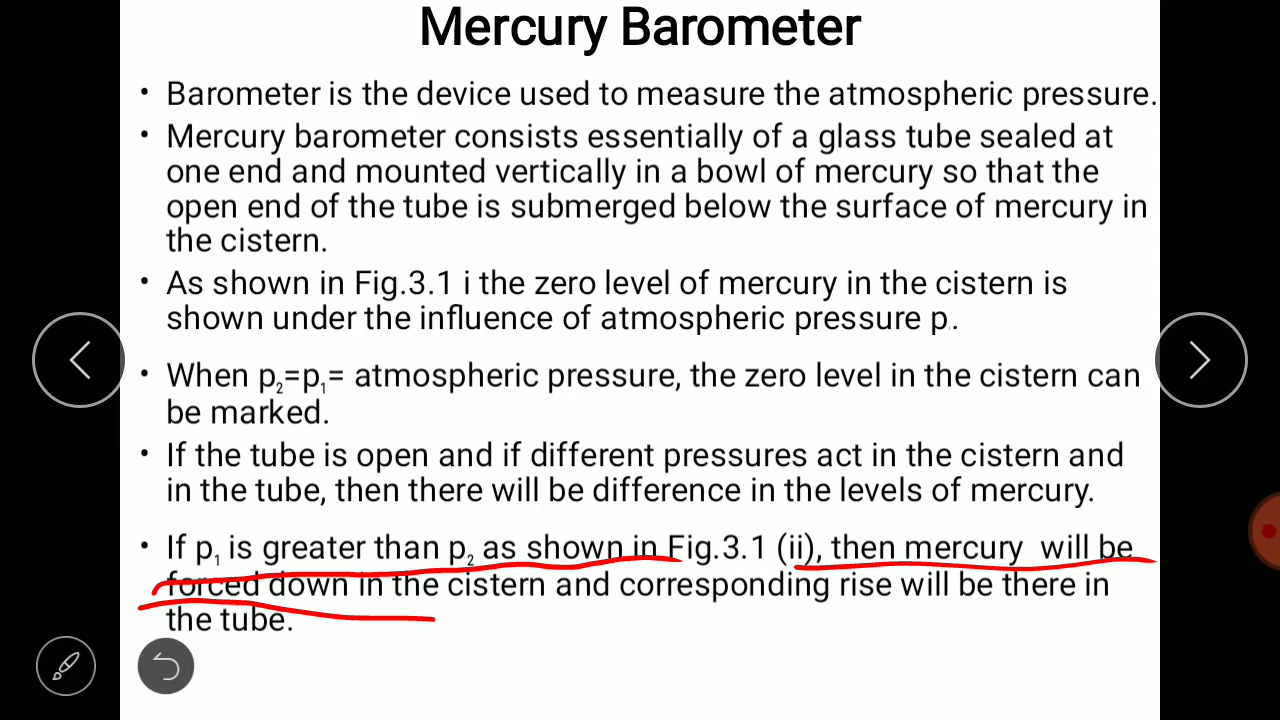 Mercury Barometer
• Barometer is the device used to measure the atmospheric pressure.
• Mercury barometer consists essentially of a glass tube sealed at
one end and mounted vertically in a bowl of mercury so that the
open end of the tube is submerged below the surface of mercury in
the cistern.
• As shown in Fig.3.1 i the zero level of mercury in the cistern is
shown under the influence of atmospheric pressure p.
• When p₂=p₁= atmospheric pressure, the zero level in the cistern can
be marked.
• If the tube is open and if different pressures act in the cistern and
in the tube, then there will be difference in the levels of mercury.
• If p₁ is greater than p₂ as shown in Fig.3.1 (ii), then mercury will be
forced down in the cistern and corresponding rise will be there in
the tube.